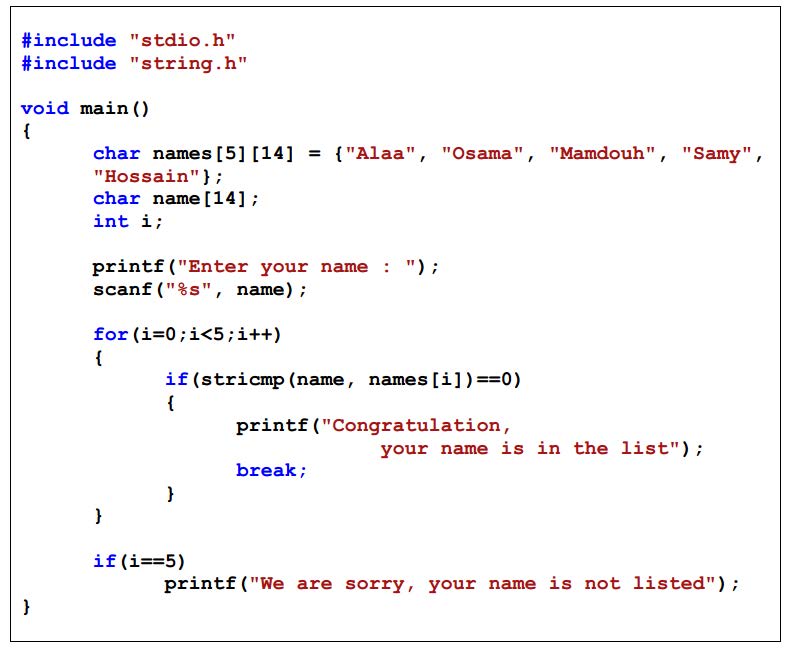 #include "stdio.h"
#include "string.h"

void main()
{
      char names[5][14] = {"Alaa", "Osama", "Mamdouh", "Samy",
      "Hossain"};
      char name[14];
      int i;

      printf("Enter your name : ");
      scanf("%s", name);

      for(i=0;i<5;i++)
      {
            if(stricmp(name, names[i])==0)
            {
                  printf("Congratulation,
                              your name is in the list");
                  break;
            }
      }

      if(i==5)
            printf("We are sorry, your name is not listed");
}